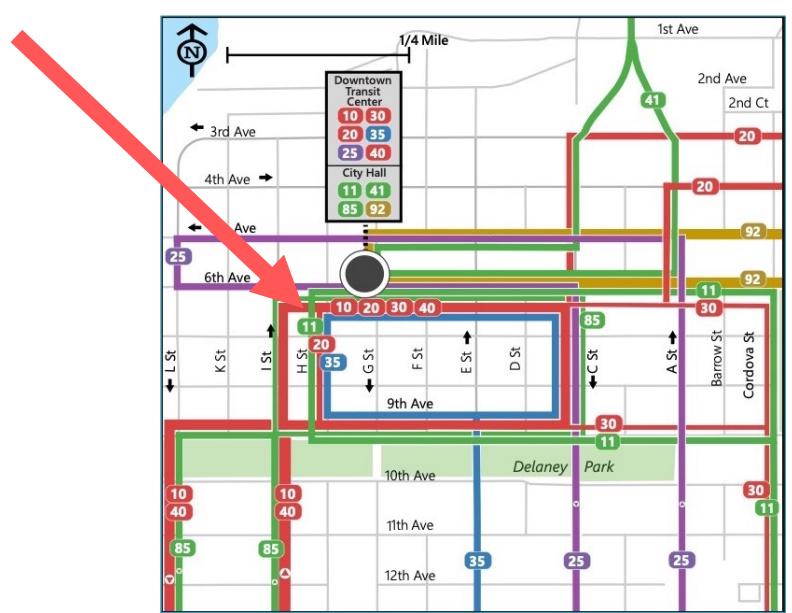 N
1/4 Mile
1st Ave
2nd Ave
2nd Ct
41
Downtown
Transit
Center
10 30
20 35
25 40
City Hall
11 41
85 92
3rd Ave
20
4th Ave
20
Ave
92
25
6th Ave
92
11
10 20 30 40
30
11
85
20
35
L St
K St
I St
H St
G St
F St
E St
D St
C St
A St
Barrow St
Cordova St
9th Ave
30
11
Delaney Park
10th Ave
10
40
10
40
30
11
11th Ave
85
85
35
25
25
12th Ave